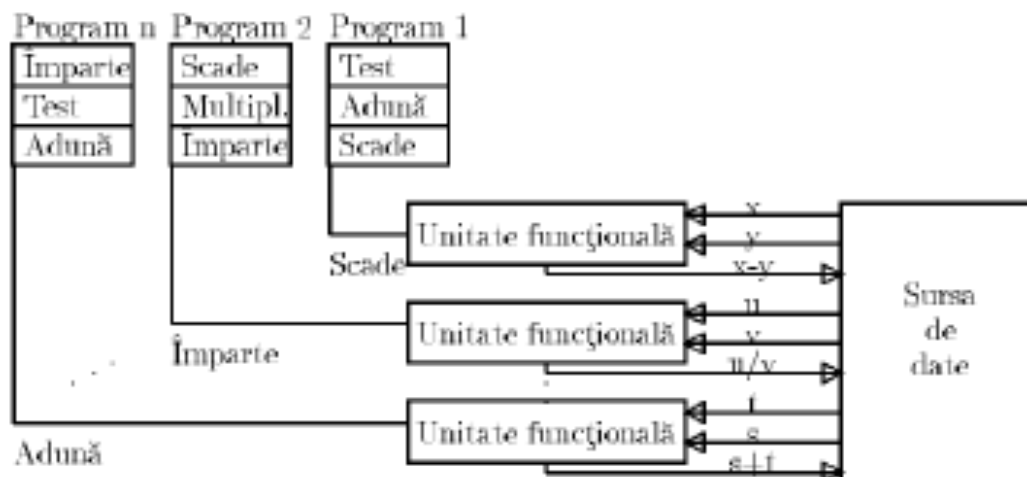 Program n Program 2 Program 1
Împarte Scade Test
Test Multipl. Adună
Adună Împarte Scade
x
Unitate funcţională y
Scade x-y
u
Unitate funcţională v
Împarte u/v
Sursa
de
date
t
Unitate funcţională s
Adună s+t